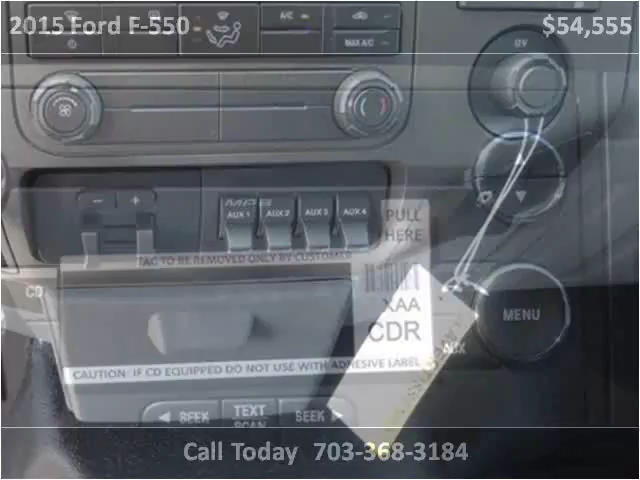 2015 Ford F-550
$54,555
A/C
MAX A/C
0V
AUX 1 AUX 2 AUX 3 AUX 4
PULL
HERE
TAG TO BE REMOVED ONLY BY CUSTOMER
CD
XAA
CDR
MENU
AUX
CAUTION: IF CD EQUIPPED DO NOT USE WITH ADHESIVE LABEL
SEEK
TEXT
SCAN
SEEK
Call Today 703-368-3184